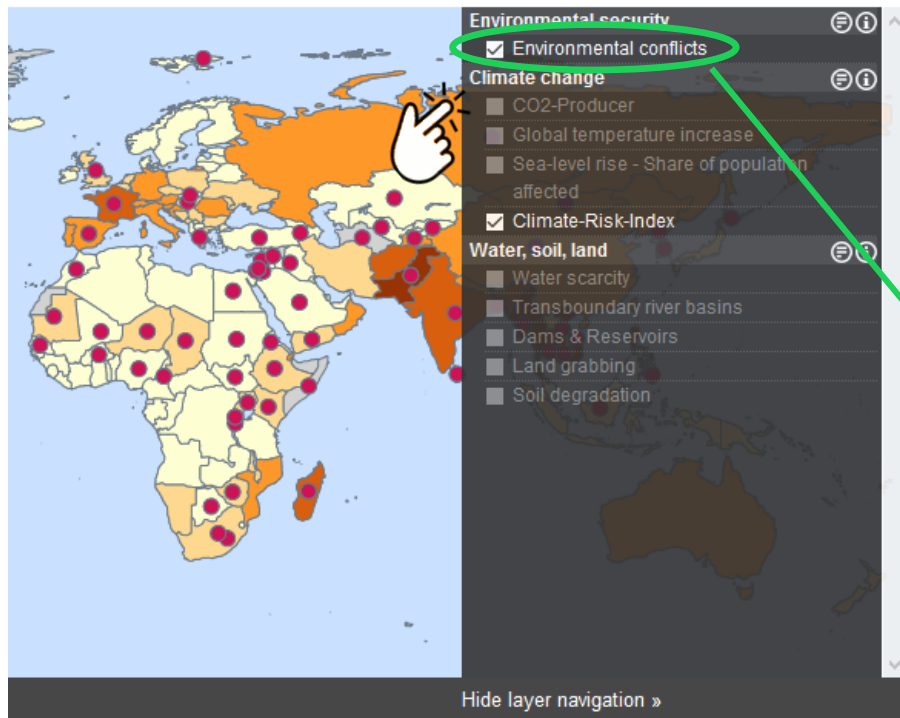 Environmental security
Environmental conflicts
Climate change
CO2-Producer
Global temperature increase
Sea-level rise - Share of population
affected
Climate-Risk-Index
Water, soil, land
Water scarcity
Transboundary river basins
Dams & Reservoirs
Land grabbing
Soil degradation
Hide layer navigation »